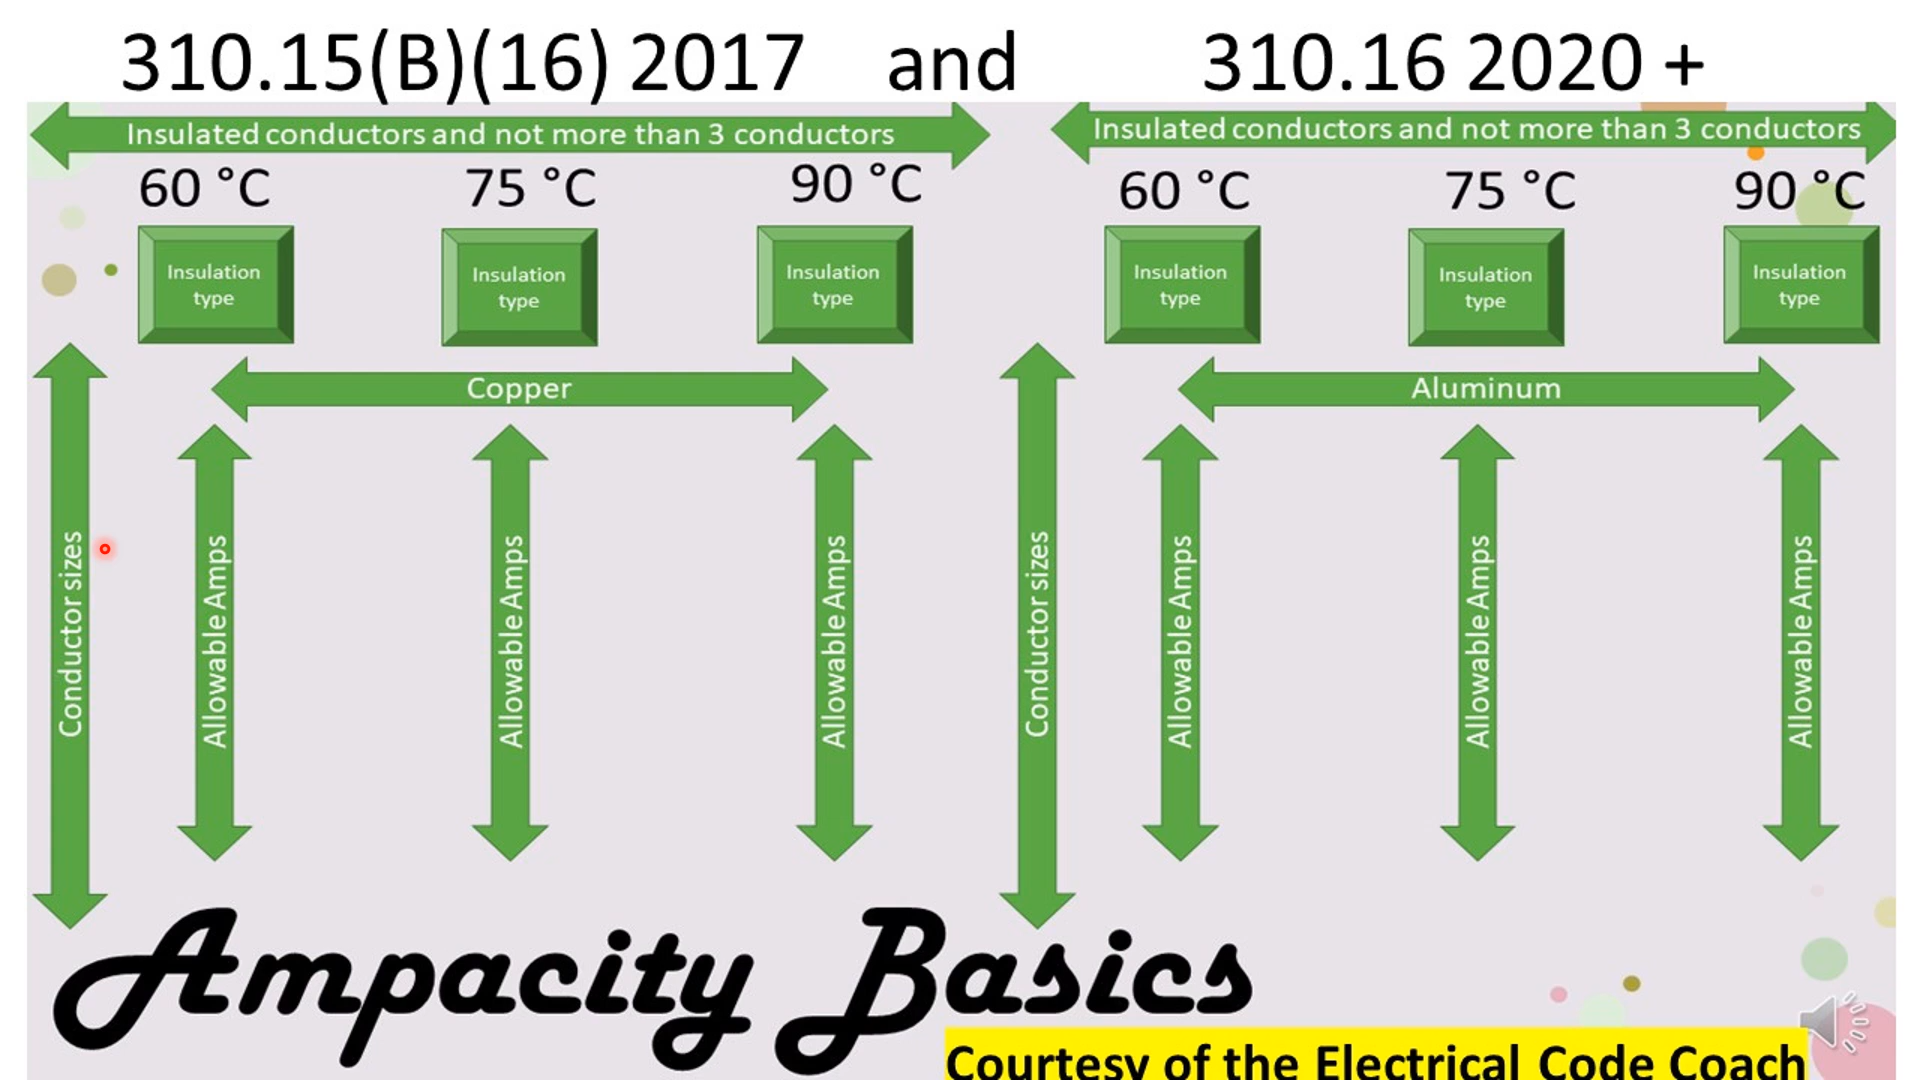 310.15(B)(16) 2017 and 310.16 2020 +
Insulated conductors and not more than 3 conductors
Insulated conductors and not more than 3 conductors
60 °C 75 °C 90 °C
60 °C 75 °C 90 °C
Insulation
type
Insulation
type
Insulation
type
Insulation
type
Insulation
type
Insulation
type
Copper
Aluminum
Conductor sizes
Allowable Amps
Allowable Amps
Allowable Amps
Conductor sizes
Allowable Amps
Allowable Amps
Allowable Amps
Ampacity Basics
Courtesy of the Electrical Code Coach